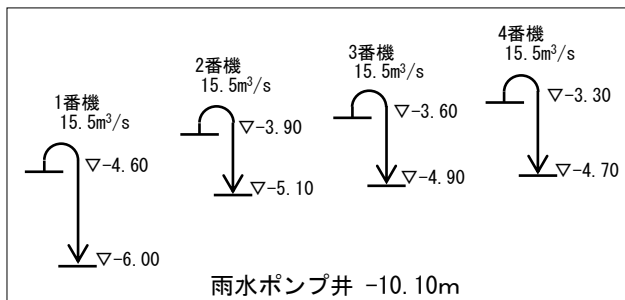 1番機
15.5m³/s
▽-4.60
▽-6.00
2番機
15.5m³/s
▽-3.90
▽-5.10
3番機
15.5m³/s
▽-3.60
▽-4.90
4番機
15.5m³/s
▽-3.30
▽-4.70
雨水ポンプ井 -10.10m